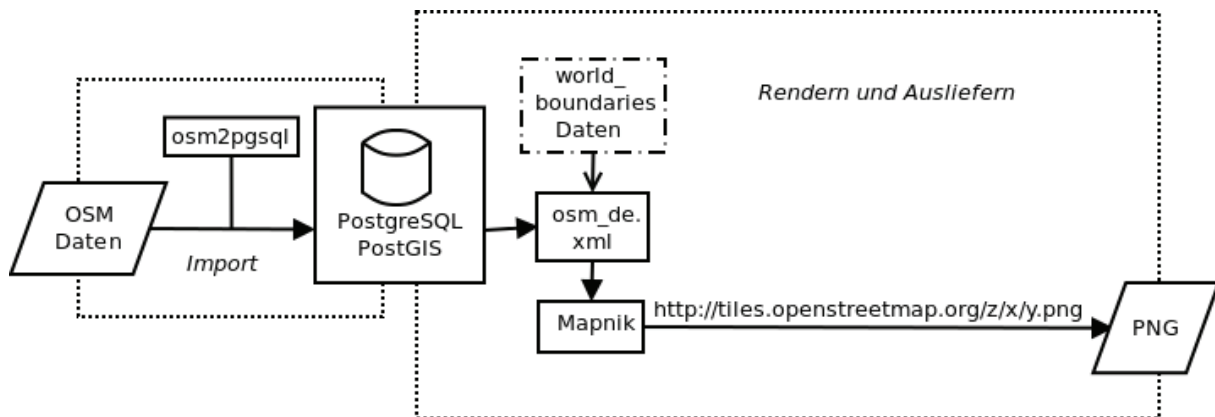 world_
boundaries
Daten
Rendern und Ausliefern
osm2pgsql
OSM
Daten
Import
PostgreSQL
PostGIS
osm_de.
xml
Mapnik
http://tiles.openstreetmap.org/z/x/y.png
PNG